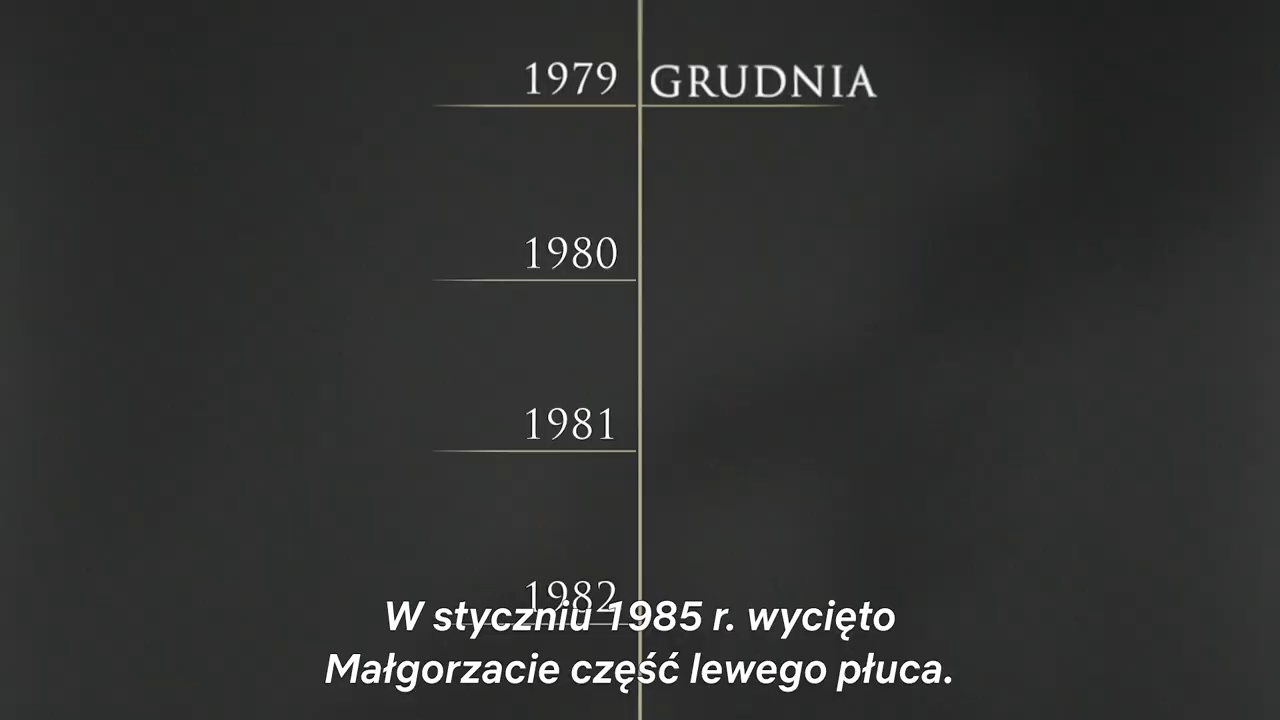 1979 GRUDNIA
1980
1981
1982
W styczniu 1985 r. wycięto
Małgorzacie część lewego płuca.